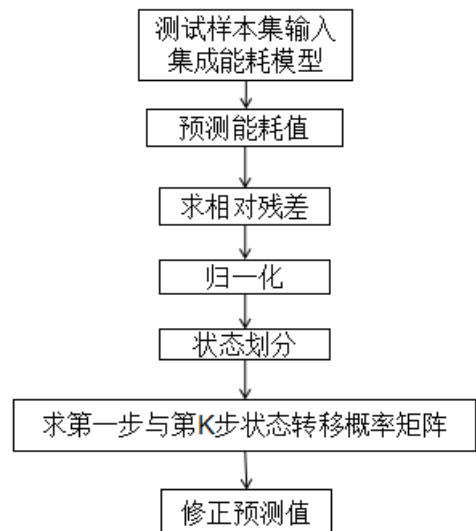 测试样本集输入
集成能耗模型
预测能耗值
求相对残差
归一化
状态划分
求第一步与第K步状态转移概率矩阵
修正预测值